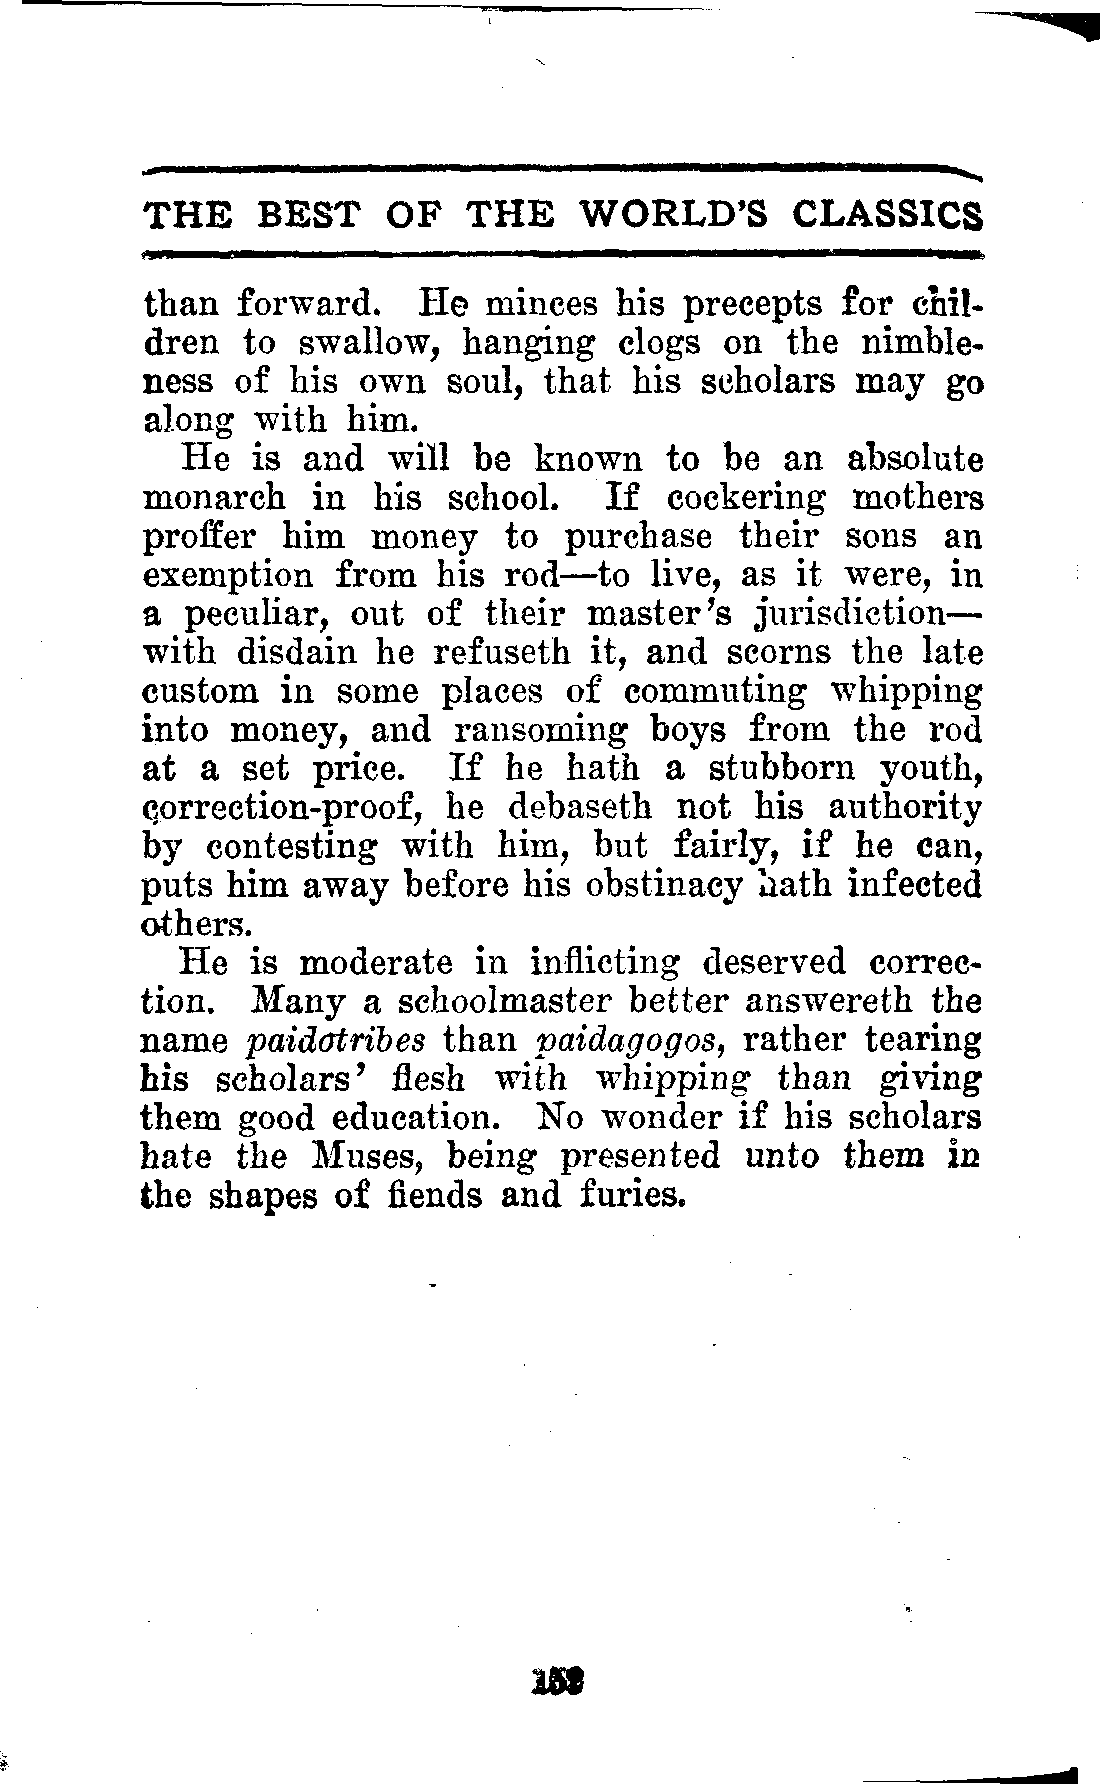 THE BEST OF THE WORLD'S CLASSICS
than forward. He minces his precepts for chil-
dren to swallow, hanging clogs on the nimble-
ness of his own soul, that his scholars may go
along with him.
He is and will be known to be an absolute
monarch in his school. If cockering mothers
proffer him money to purchase their sons an
exemption from his rod—to live, as it were, in
a peculiar, out of their master's jurisdiction—
with disdain he refuseth it, and scorns the late
custom in some places of commuting whipping
into money, and ransoming boys from the rod
at a set price. If he hath a stubborn youth,
correction-proof, he debaseth not his authority
by contesting with him, but fairly, if he can,
puts him away before his obstinacy hath infected
others.
He is moderate in inflicting deserved correc-
tion. Many a schoolmaster better answereth the
name paidotribes than paidagogos, rather tearing
his scholars' flesh with whipping than giving
them good education. No wonder if his scholars
hate the Muses, being presented unto them in
the shapes of fiends and furies.